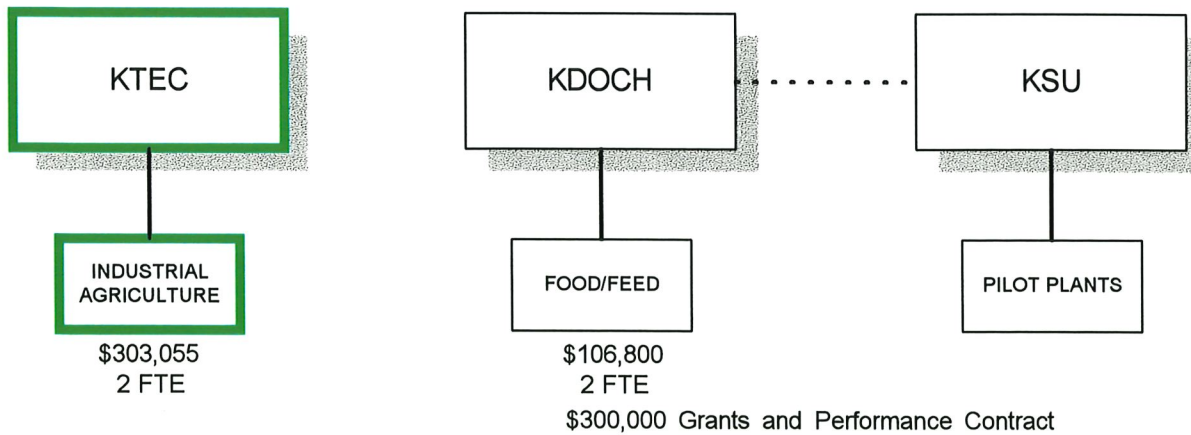 KTEC
KDOCH
KSU
INDUSTRIAL
AGRICULTURE
FOOD/FEED
PILOT PLANTS
$303,055
2 FTE
$106,800
2 FTE
$300,000 Grants and Performance Contract